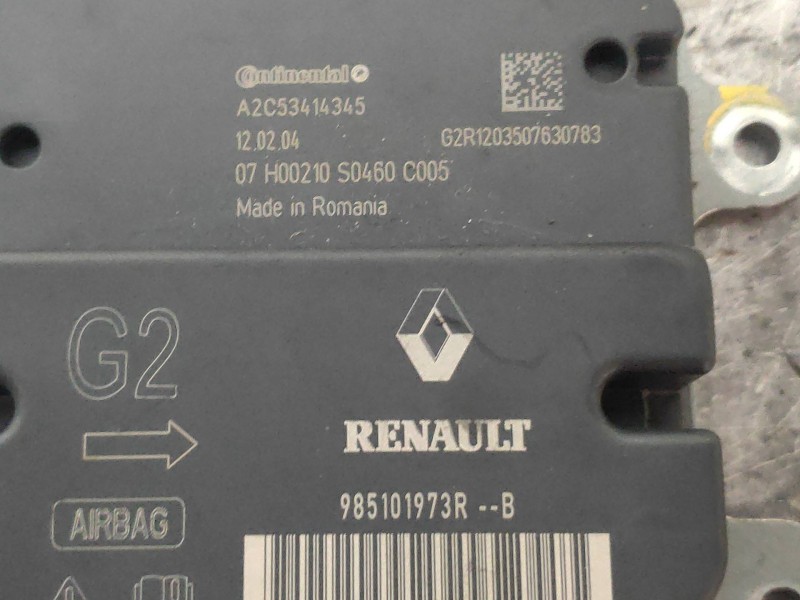 Continental
A2C53414345
12.02.04
G2R1203507630783
07 H00210 S0460 C005
Made in Romania
G2
RENAULT
985101973R --B
AIRBAG